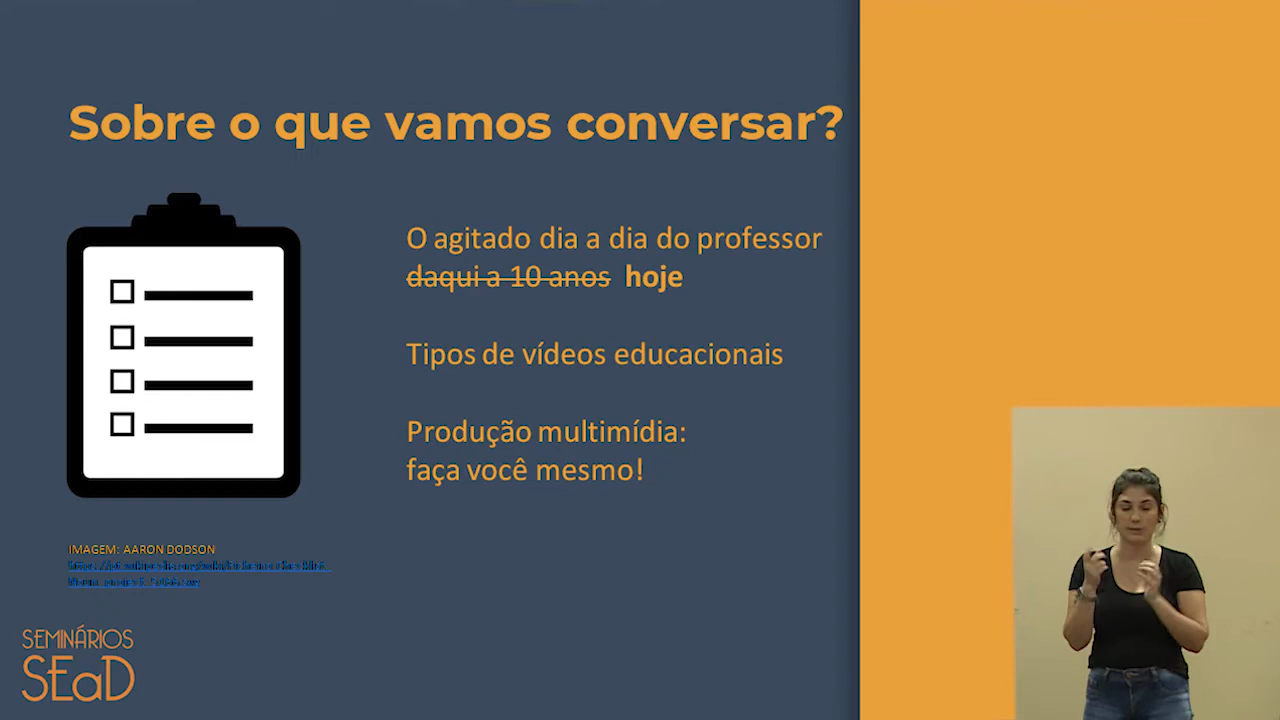 Sobre o que vamos conversar?
O agitado dia a dia do professor
daqui a 10 anos hoje
Tipos de vídeos educacionais
Produção multimídia:
faça você mesmo!
IMAGEM: AARON DODSON
SEMINÁRIOS
SEaD